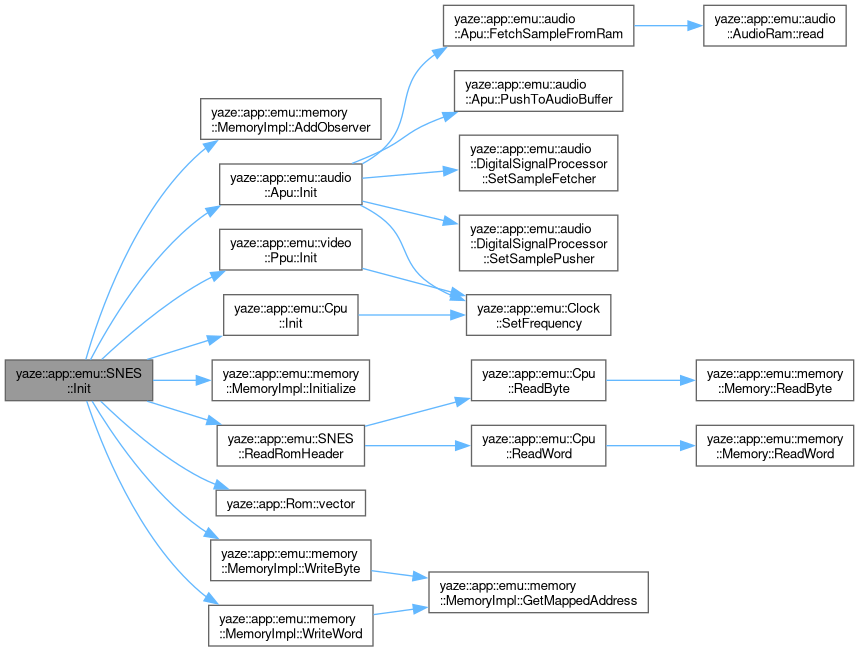 yaze::app::emu::audio
::Apu::FetchSampleFromRam
yaze::app::emu::audio
::AudioRam::read
yaze::app::emu::audio
::Apu::PushToAudioBuffer
yaze::app::emu::memory
::MemoryImpl::AddObserver
yaze::app::emu::audio
::DigitalSignalProcessor
::SetSampleFetcher
yaze::app::emu::audio
::Apu::Init
yaze::app::emu::audio
::DigitalSignalProcessor
::SetSamplePusher
yaze::app::emu::video
::Ppu::Init
yaze::app::emu::Cpu
::Init
yaze::app::emu::Clock
::SetFrequency
yaze::app::emu::SNES
::Init
yaze::app::emu::memory
::MemoryImpl::Initialize
yaze::app::emu::Cpu
::ReadByte
yaze::app::emu::memory
::Memory::ReadByte
yaze::app::emu::SNES
::ReadRomHeader
yaze::app::emu::Cpu
::ReadWord
yaze::app::emu::memory
::Memory::ReadWord
yaze::app::Rom::vector
yaze::app::emu::memory
::MemoryImpl::WriteByte
yaze::app::emu::memory
::MemoryImpl::GetMappedAddress
yaze::app::emu::memory
::MemoryImpl::WriteWord